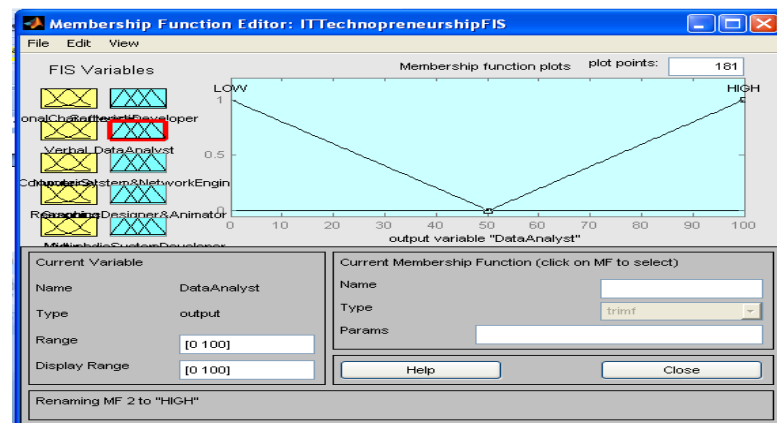 Membership Function Editor: ITTechnopreneurshipFIS
File Edit View
FIS Variables
Membership function plots plot points: 181
LOW HIGH
1
0.5
0
0 10 20 30 40 50 60 70 80 90 100
output variable "DataAnalyst"
Verbal DataAnalyst
Current Variable
Name DataAnalyst
Type output
Range [0 100]
Display Range [0 100]
Current Membership Function (click on MF to select)
Name
Type trimf
Params
Help Close
Renaming MF 2 to "HIGH"